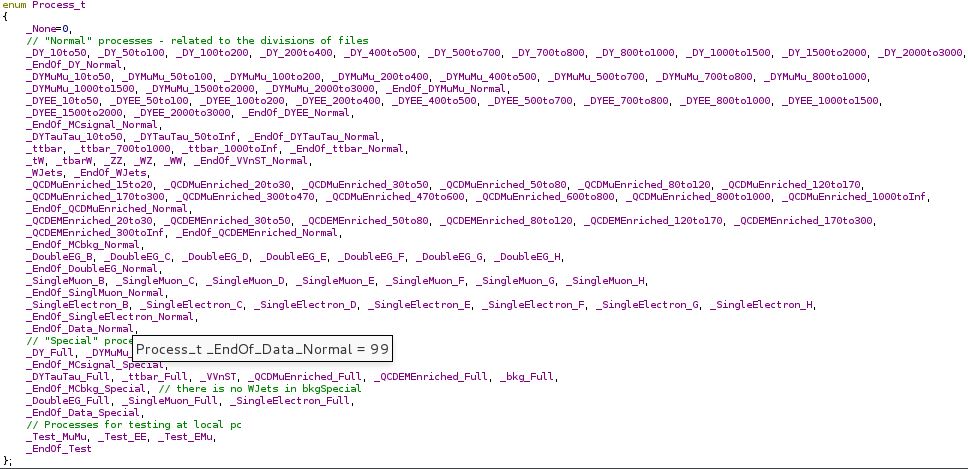 enum Process_t
{
_None=0,
// "Normal" processes - related to the divisions of files
_DY_10to50, _DY_50to100, _DY_100to200, _DY_200to400, _DY_400to500, _DY_500to700, _DY_700to800, _DY_800to1000, _DY_1000to1500, _DY_1500to2000, _DY_2000to3000,
_EndOf_DY_Normal,
_DYMuMu_10to50, _DYMuMu_50to100, _DYMuMu_100to200, _DYMuMu_200to400, _DYMuMu_400to500, _DYMuMu_500to700, _DYMuMu_700to800, _DYMuMu_800to1000,
_DYMuMu_1000to1500, _DYMuMu_1500to2000, _DYMuMu_2000to3000, _EndOf_DYMuMu_Normal,
_DYEE_10to50, _DYEE_50to100, _DYEE_100to200, _DYEE_200to400, _DYEE_400to500, _DYEE_500to700, _DYEE_700to800, _DYEE_800to1000, _DYEE_1000to1500,
_DYEE_1500to2000, _DYEE_2000to3000, _EndOf_DYEE_Normal,
_EndOf_MCsignal_Normal,
_DYTauTau_10to50, _DYTauTau_50toInf, _EndOf_DYTauTau_Normal,
_ttbar, _ttbar_700to1000, _ttbar_1000toInf, _EndOf_ttbar_Normal,
_tW, _tbarW, _ZZ, _WZ, _WW, _EndOf_VVnST_Normal,
_WJets, _EndOf_WJets,
_QCDMuEnriched_15to20, _QCDMuEnriched_20to30, _QCDMuEnriched_30to50, _QCDMuEnriched_50to80, _QCDMuEnriched_80to120, _QCDMuEnriched_120to170,
_QCDMuEnriched_170to300, _QCDMuEnriched_300to470, _QCDMuEnriched_470to600, _QCDMuEnriched_600to800, _QCDMuEnriched_800to1000, _QCDMuEnriched_1000toInf,
_EndOf_QCDMuEnriched_Normal,
_QCDEMEnriched_20to30, _QCDEMEnriched_30to50, _QCDEMEnriched_50to80, _QCDEMEnriched_80to120, _QCDEMEnriched_120to170, _QCDEMEnriched_170to300,
_QCDEMEnriched_300toInf, _EndOf_QCDEMEnriched_Normal,
_EndOf_MCbkg_Normal,
_DoubleEG_B, _DoubleEG_C, _DoubleEG_D, _DoubleEG_E, _DoubleEG_F, _DoubleEG_G, _DoubleEG_H,
_EndOf_DoubleEG_Normal,
_SingleMuon_B, _SingleMuon_C, _SingleMuon_D, _SingleMuon_E, _SingleMuon_F, _SingleMuon_G, _SingleMuon_H,
_EndOf_SinglMuon_Normal,
_SingleElectron_B, _SingleElectron_C, _SingleElectron_D, _SingleElectron_E, _SingleElectron_F, _SingleElectron_G, _SingleElectron_H,
_EndOf_SingleElectron_Normal,
_EndOf_Data_Normal,
// "Special" proce
Process_t _EndOf_Data_Normal = 99
_DY_Full, _DYMuMu_
_EndOf_MCsignal_Special,
_DYTauTau_Full, _ttbar_Full, _VVnST, _QCDMuEnriched_Full, _QCDEMEnriched_Full, _bkg_Full,
_EndOf_MCbkg_Special, // there is no WJets in bkgSpecial
_DoubleEG_Full, _SingleMuon_Full, _SingleElectron_Full,
_EndOf_Data_Special,
// Processes for testing at local pc
_Test_MuMu, _Test_EE, _Test_EMu,
_EndOf_Test
};